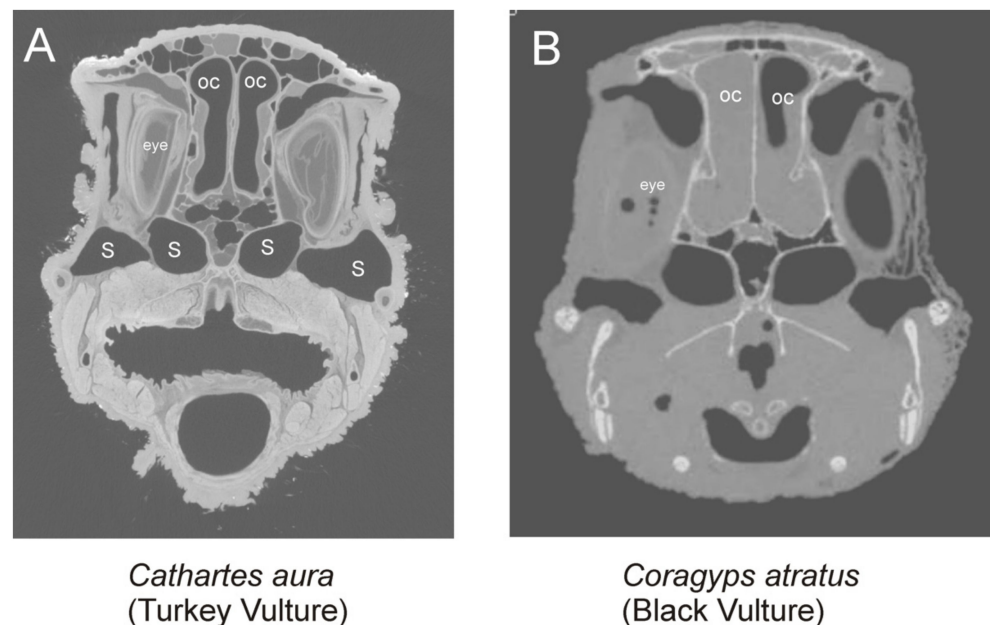 A
oc oc
eye
S S S S
Cathartes aura
(Turkey Vulture)
B
oc oc
eye
Coragyps atratus
(Black Vulture)